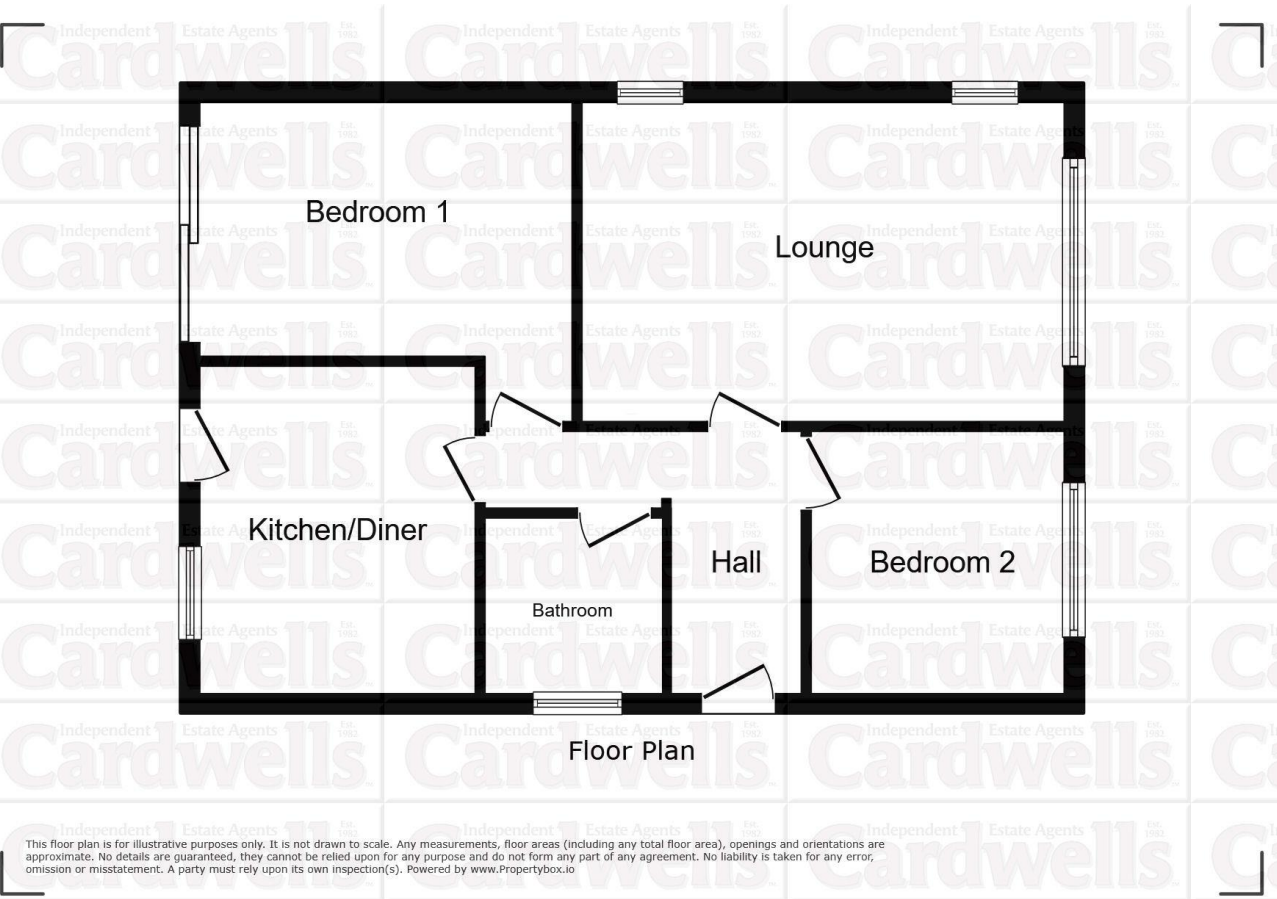 Bedroom 1
Lounge
Kitchen/Diner
Hall
Bedroom 2
Bathroom
Floor Plan
This floor plan is for illustrative purposes only. It is not drawn to scale. Any measurements, floor areas (including any total floor area), openings and orientations are
approximate. No details are guaranteed, they cannot be relied upon for any purpose and do not form any part of any agreement. No liability is taken for any error,
omission or misstatement. A party must rely upon its own inspection(s). Powered by www.Propertybox.io
Independent Estate Agents Est. 1982
Cardwells